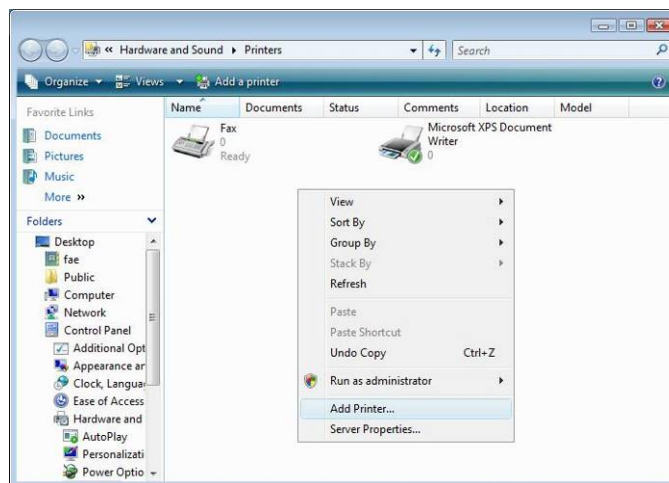 « Hardware and Sound ▸ Printers
Search
Organize Views Add a printer
Favorite Links
Documents
Pictures
Music
More »
Folders
Desktop
fae
Public
Computer
Network
Control Panel
Additional Opt
Appearance an
Clock, Languag
Ease of Access
Hardware and
AutoPlay
Personalizati
Power Optio
Name Documents Status Comments Location Model
Fax
0
Ready
Microsoft XPS Document
Writer
0
View
Sort By
Group By
Stack By
Refresh
Paste
Paste Shortcut
Undo Copy Ctrl+Z
Run as administrator
Add Printer...
Server Properties...